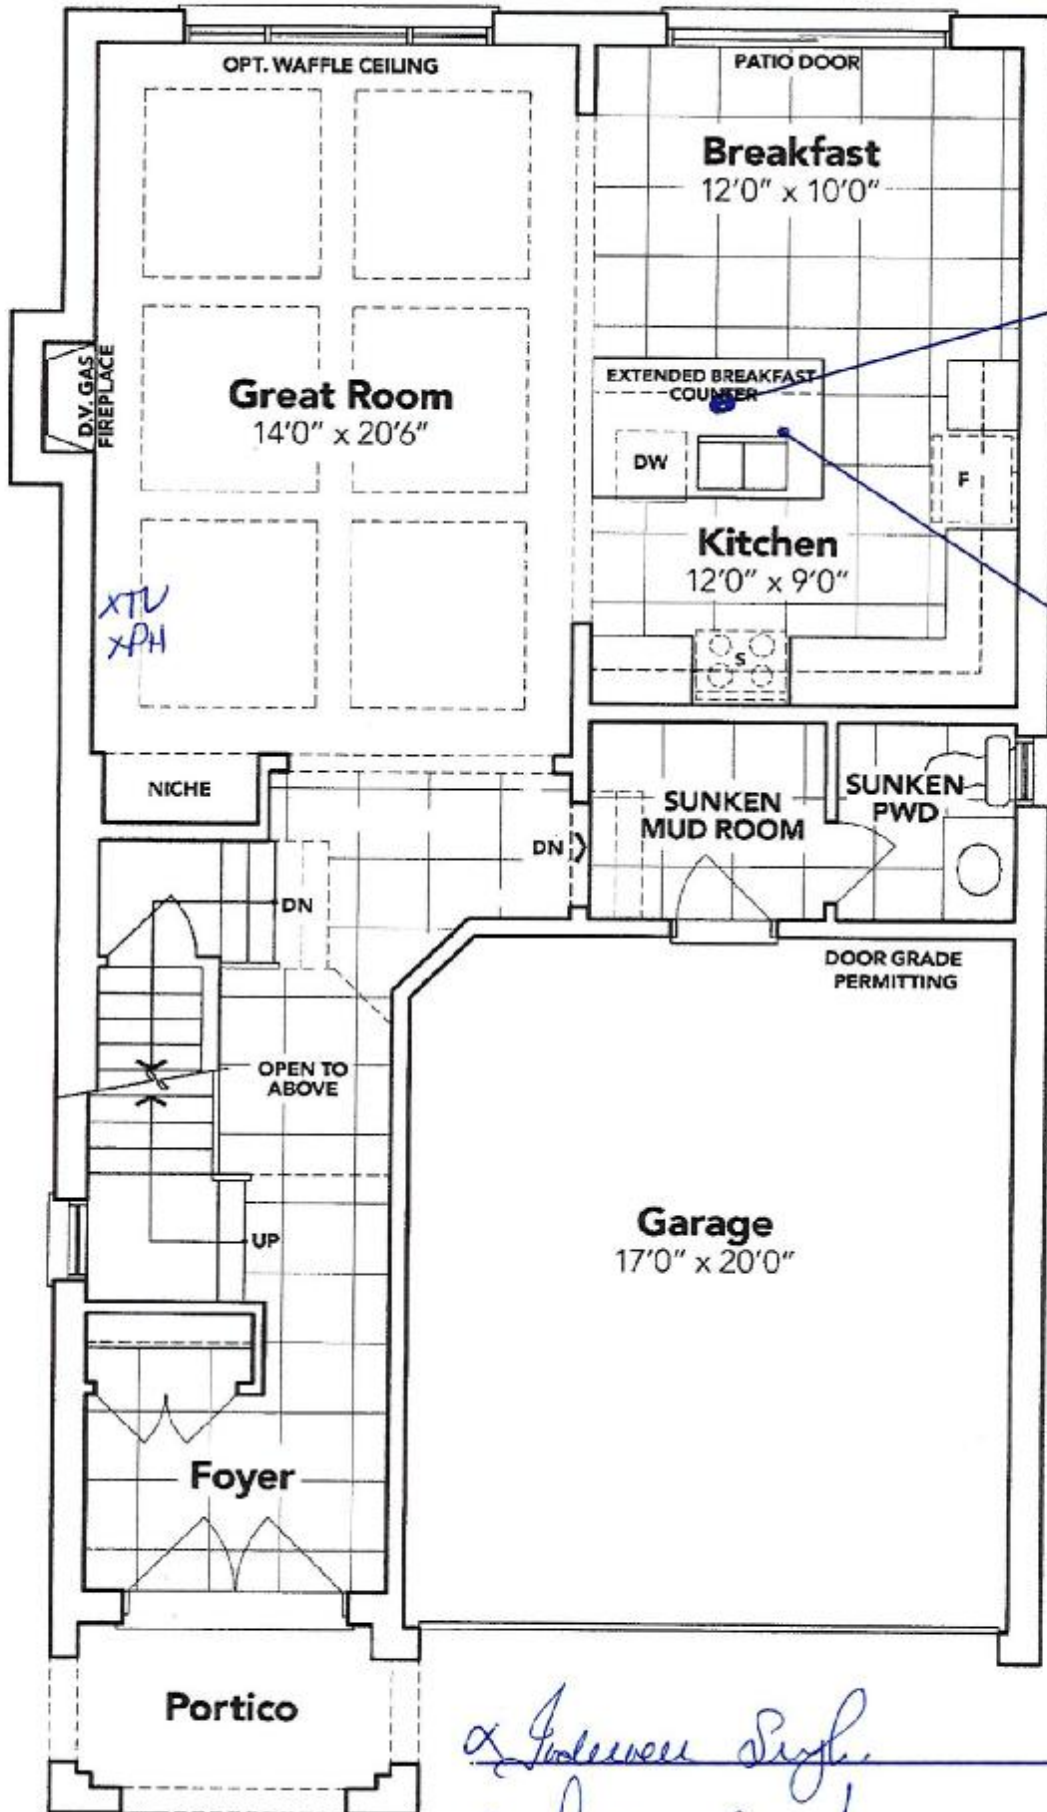 OPT. WAFFLE CEILING
PATIO DOOR
Breakfast
12'0" x 10'0"
D.V. GAS
FIREPLACE
Great Room
14'0" x 20'6"
EXTENDED BREAKFAST
COUNTER
DW
F
Kitchen
12'0" x 9'0"
S
XTV
XPH
NICHE
SUNKEN
MUD ROOM
SUNKEN
PWD
DN
DN
DOOR GRADE
PERMITTING
OPEN TO
ABOVE
UP
Garage
17'0" x 20'0"
Foyer
Portico